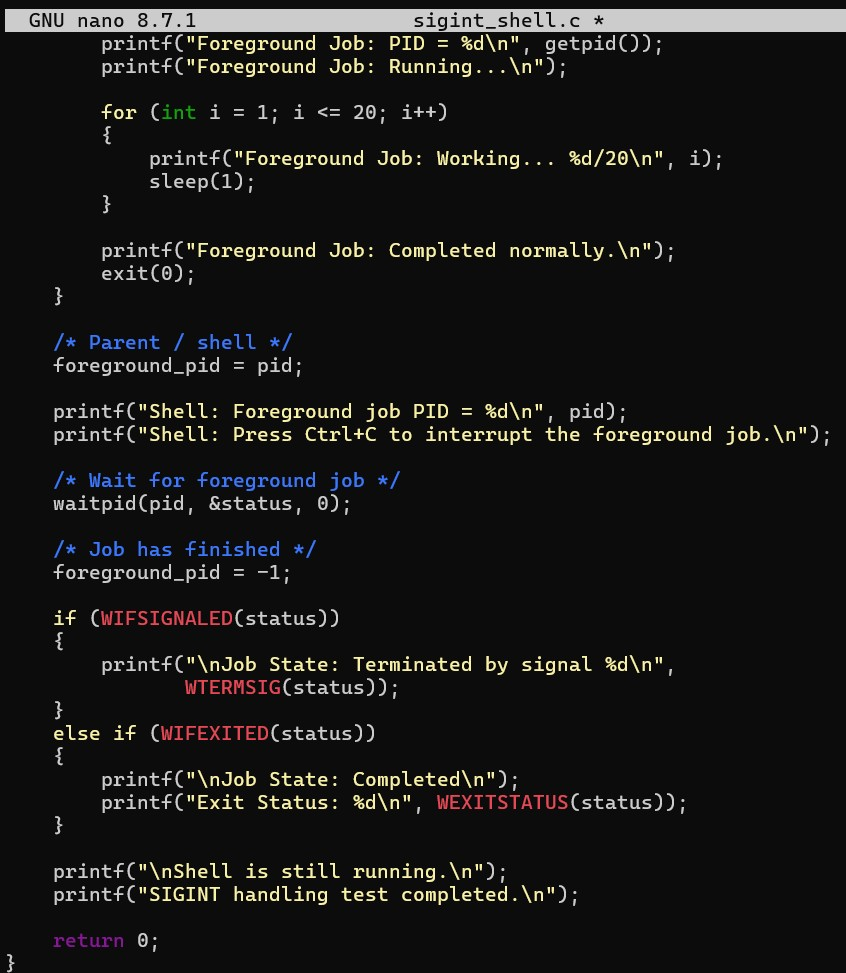 GNU nano 8.7.1                  sigint_shell.c *
        printf("Foreground Job: PID = %d\n", getpid());
        printf("Foreground Job: Running...\n");

        for (int i = 1; i <= 20; i++)
        {
            printf("Foreground Job: Working... %d/20\n", i);
            sleep(1);
        }

        printf("Foreground Job: Completed normally.\n");
        exit(0);
    }

    /* Parent / shell */
    foreground_pid = pid;

    printf("Shell: Foreground job PID = %d\n", pid);
    printf("Shell: Press Ctrl+C to interrupt the foreground job.\n");

    /* Wait for foreground job */
    waitpid(pid, &status, 0);

    /* Job has finished */
    foreground_pid = -1;

    if (WIFSIGNALED(status))
    {
        printf("\nJob State: Terminated by signal %d\n",
               WTERMSIG(status));
    }
    else if (WIFEXITED(status))
    {
        printf("\nJob State: Completed\n");
        printf("Exit Status: %d\n", WEXITSTATUS(status));
    }

    printf("\nShell is still running.\n");
    printf("SIGINT handling test completed.\n");

    return 0;
}